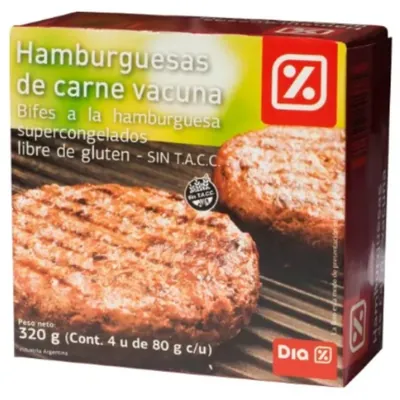 Hamburguesas
de carne vacuna
Bifes a la hamburguesa
supercongelados
libre de gluten - SIN T.A.C.C.
%
Sin T.A.C.C.
Peso neto:
320 g (Cont. 4 u de 80 g c/u)
Industria Argentina
DIA %